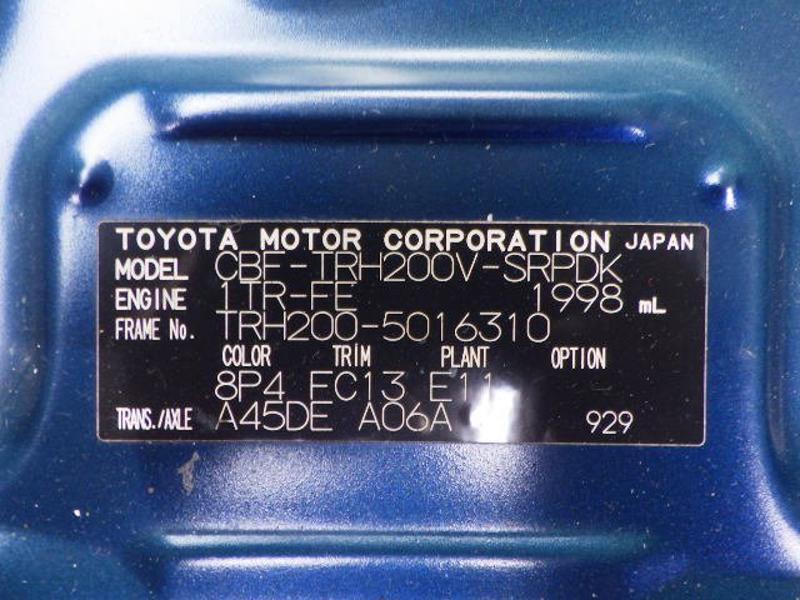 TOYOTA MOTOR CORPORATION JAPAN
MODEL CBF-TRH200V-SRPDK
ENGINE 1TR-FE 1998 mL
FRAME No. TRH200-5016310
COLOR TRIM PLANT OPTION
8P4 FC13 E11
TRANS./AXLE A45DE A06A 929